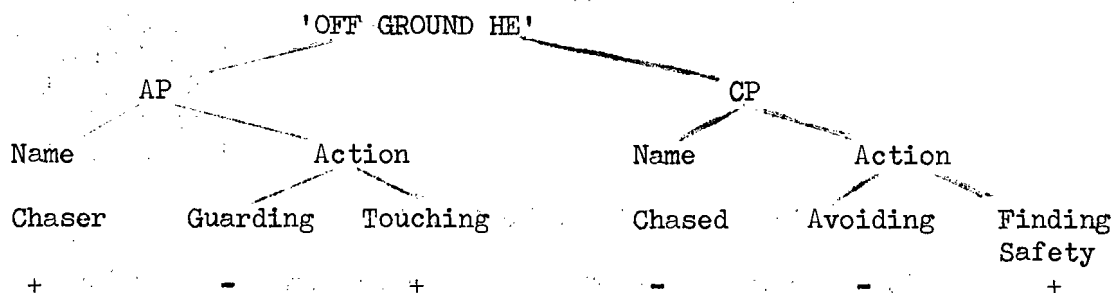 'OFF GROUND HE'
AP CP
Name Action Name Action
Chaser Guarding Touching Chased Avoiding Finding
Safety
+ - + - - +